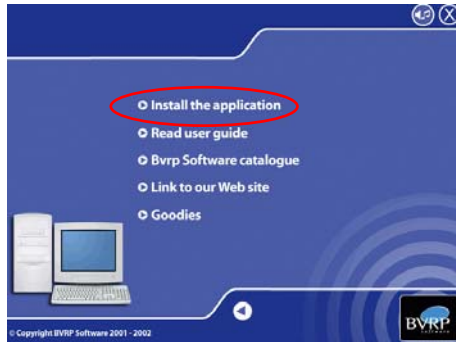 Install the application
Read user guide
Bvrp Software catalogue
Link to our Web site
Goodies
BVRP
software
© Copyright BVRP Software 2001 - 2002